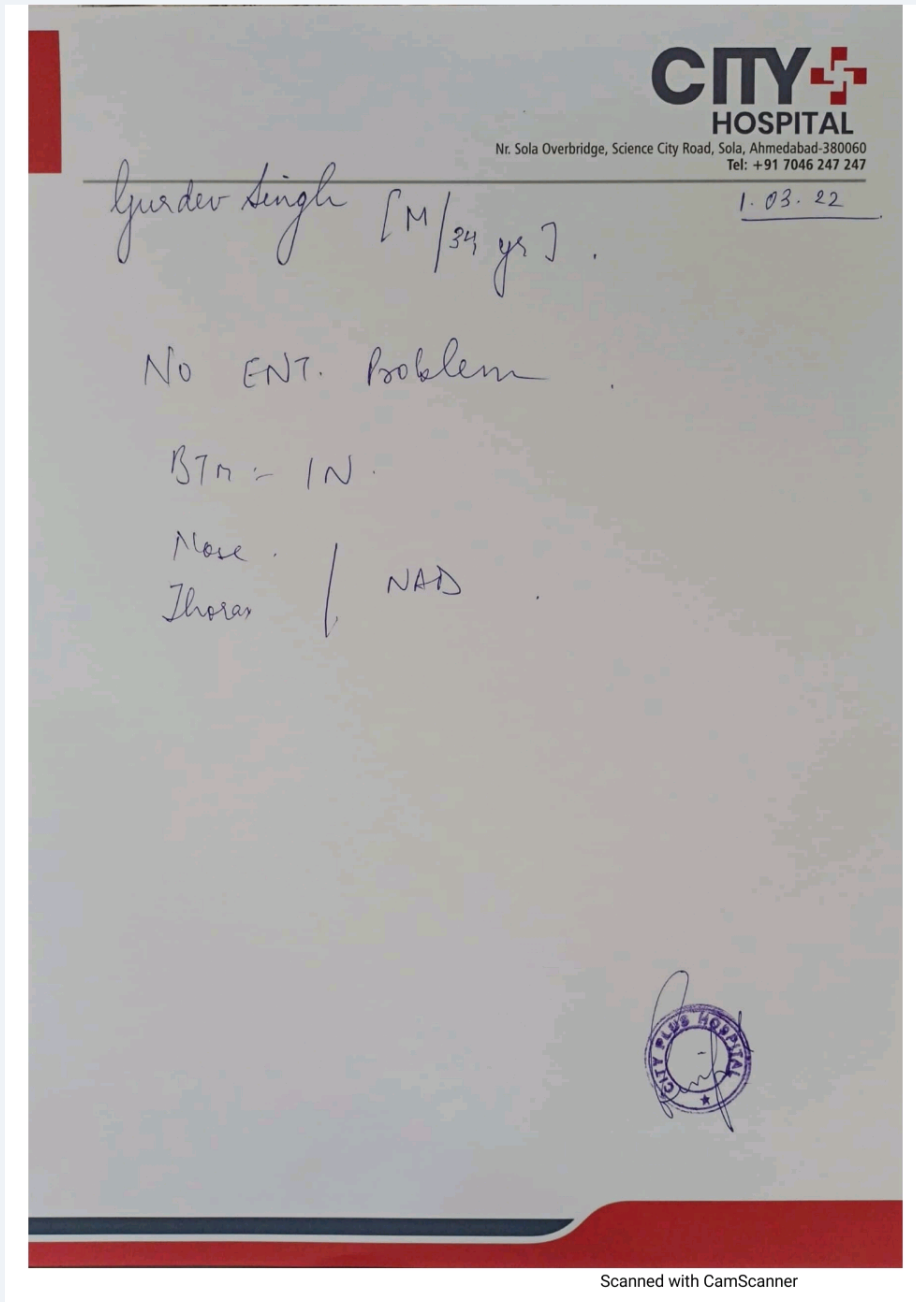 CITY
HOSPITAL
Nr. Sola Overbridge, Science City Road, Sola, Ahmedabad-380060
Tel: +91 7046 247 247
1.03.22
Gurdev Singh [M/34 yr].
No ENT. Problem.
BTM :- IN.
Nose.
Thorax / NAD.
CITY PLUS HOSPITAL
Scanned with CamScanner